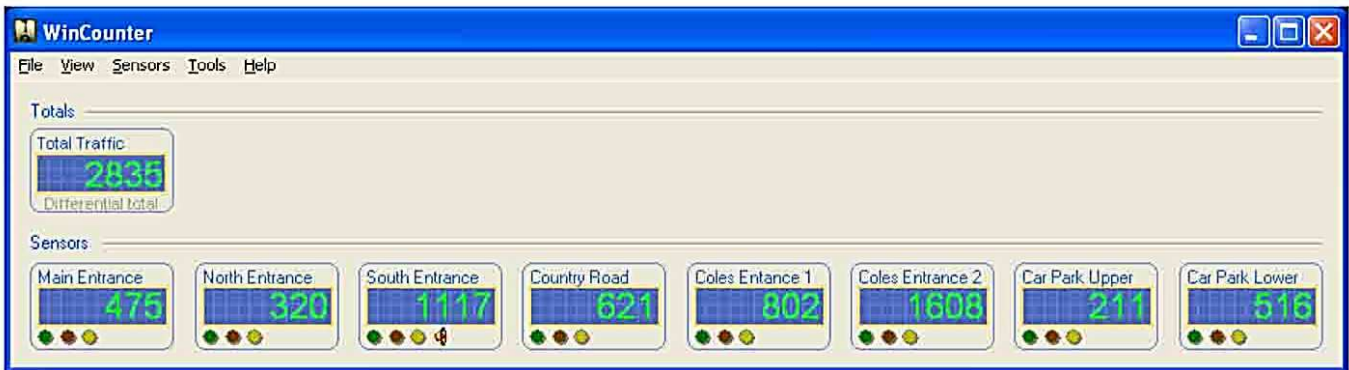 WinCounter
File View Sensors Tools Help
Totals
Total Traffic
2835
Differential total
Sensors
Main Entrance North Entrance South Entrance Country Road Coles Entance 1 Coles Entrance 2 Car Park Upper Car Park Lower
475 320 1117 621 802 1608 211 516